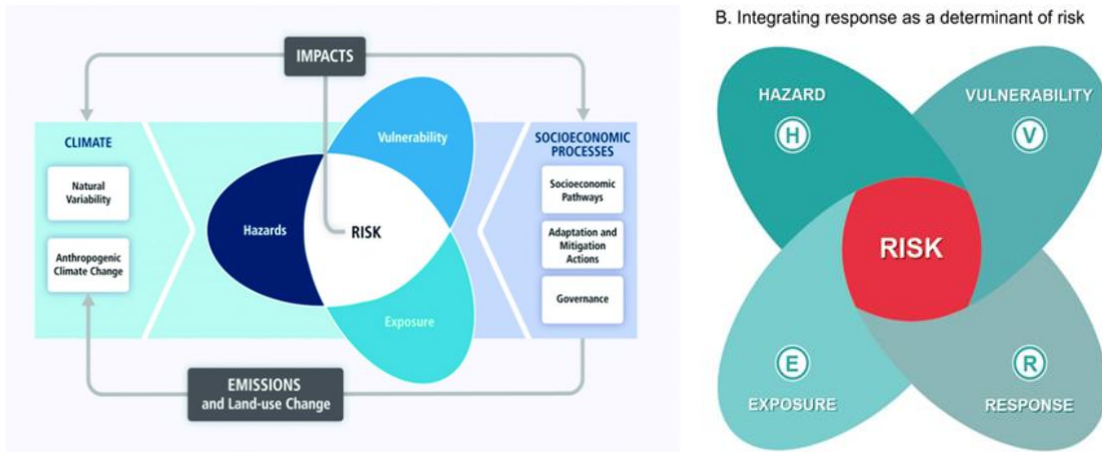 IMPACTS
CLIMATE
Natural
Variability
Anthropogenic
Climate Change
Vulnerability
Hazards
RISK
Exposure
SOCIOECONOMIC
PROCESSES
Socioeconomic
Pathways
Adaptation and
Mitigation
Actions
Governance
EMISSIONS
and Land-use Change
B. Integrating response as a determinant of risk
HAZARD
H
VULNERABILITY
V
RISK
E
EXPOSURE
R
RESPONSE